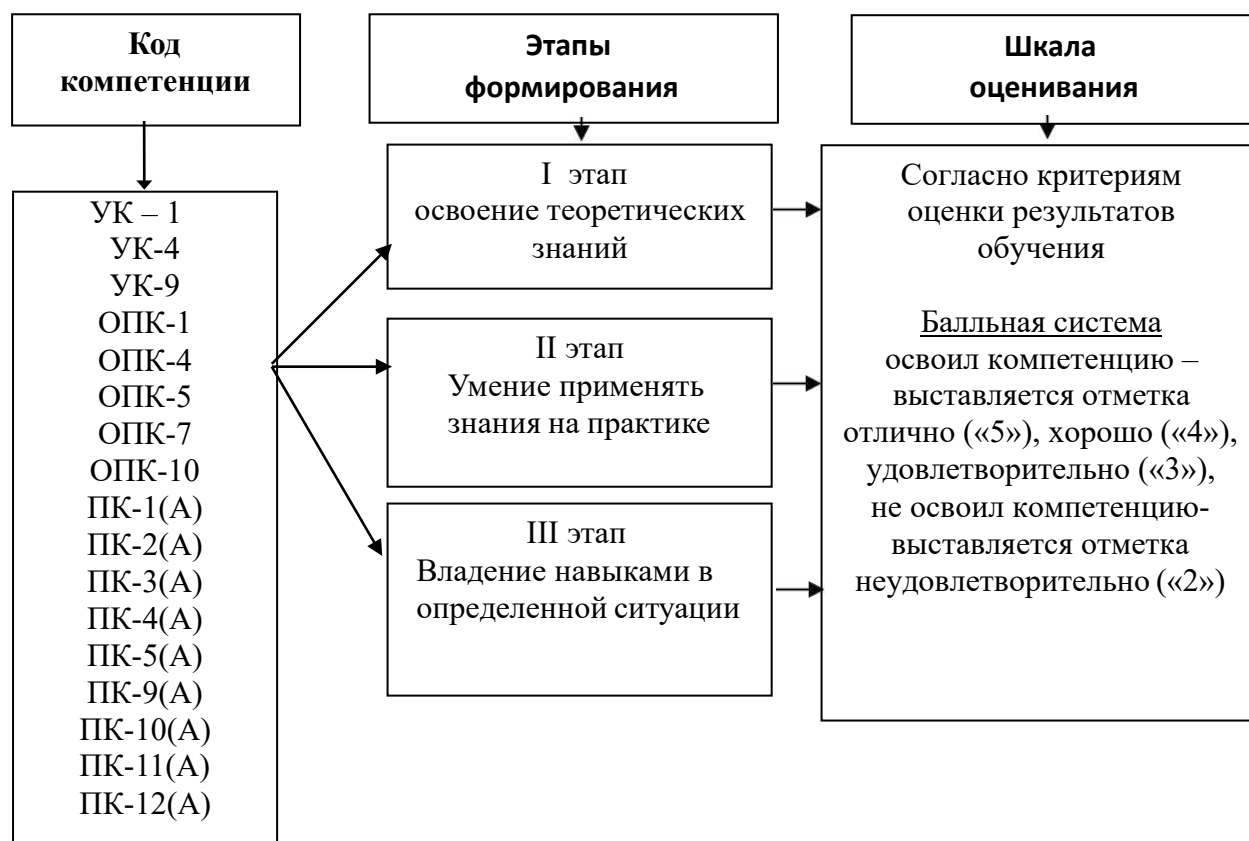 Код
компетенции
УК – 1
УК-4
УК-9
ОПК-1
ОПК-4
ОПК-5
ОПК-7
ОПК-10
ПК-1(А)
ПК-2(А)
ПК-3(А)
ПК-4(А)
ПК-5(А)
ПК-9(А)
ПК-10(А)
ПК-11(А)
ПК-12(А)
Этапы
формирования
I этап
освоение теоретических
знаний
II этап
Умение применять
знания на практике
III этап
Владение навыками в
определенной ситуации
Шкала
оценивания
Согласно критериям
оценки результатов
обучения
Балльная система
освоил компетенцию –
выставляется отметка
отлично («5»), хорошо («4»),
удовлетворительно («3»),
не освоил компетенцию-
выставляется отметка
неудовлетворительно («2»)